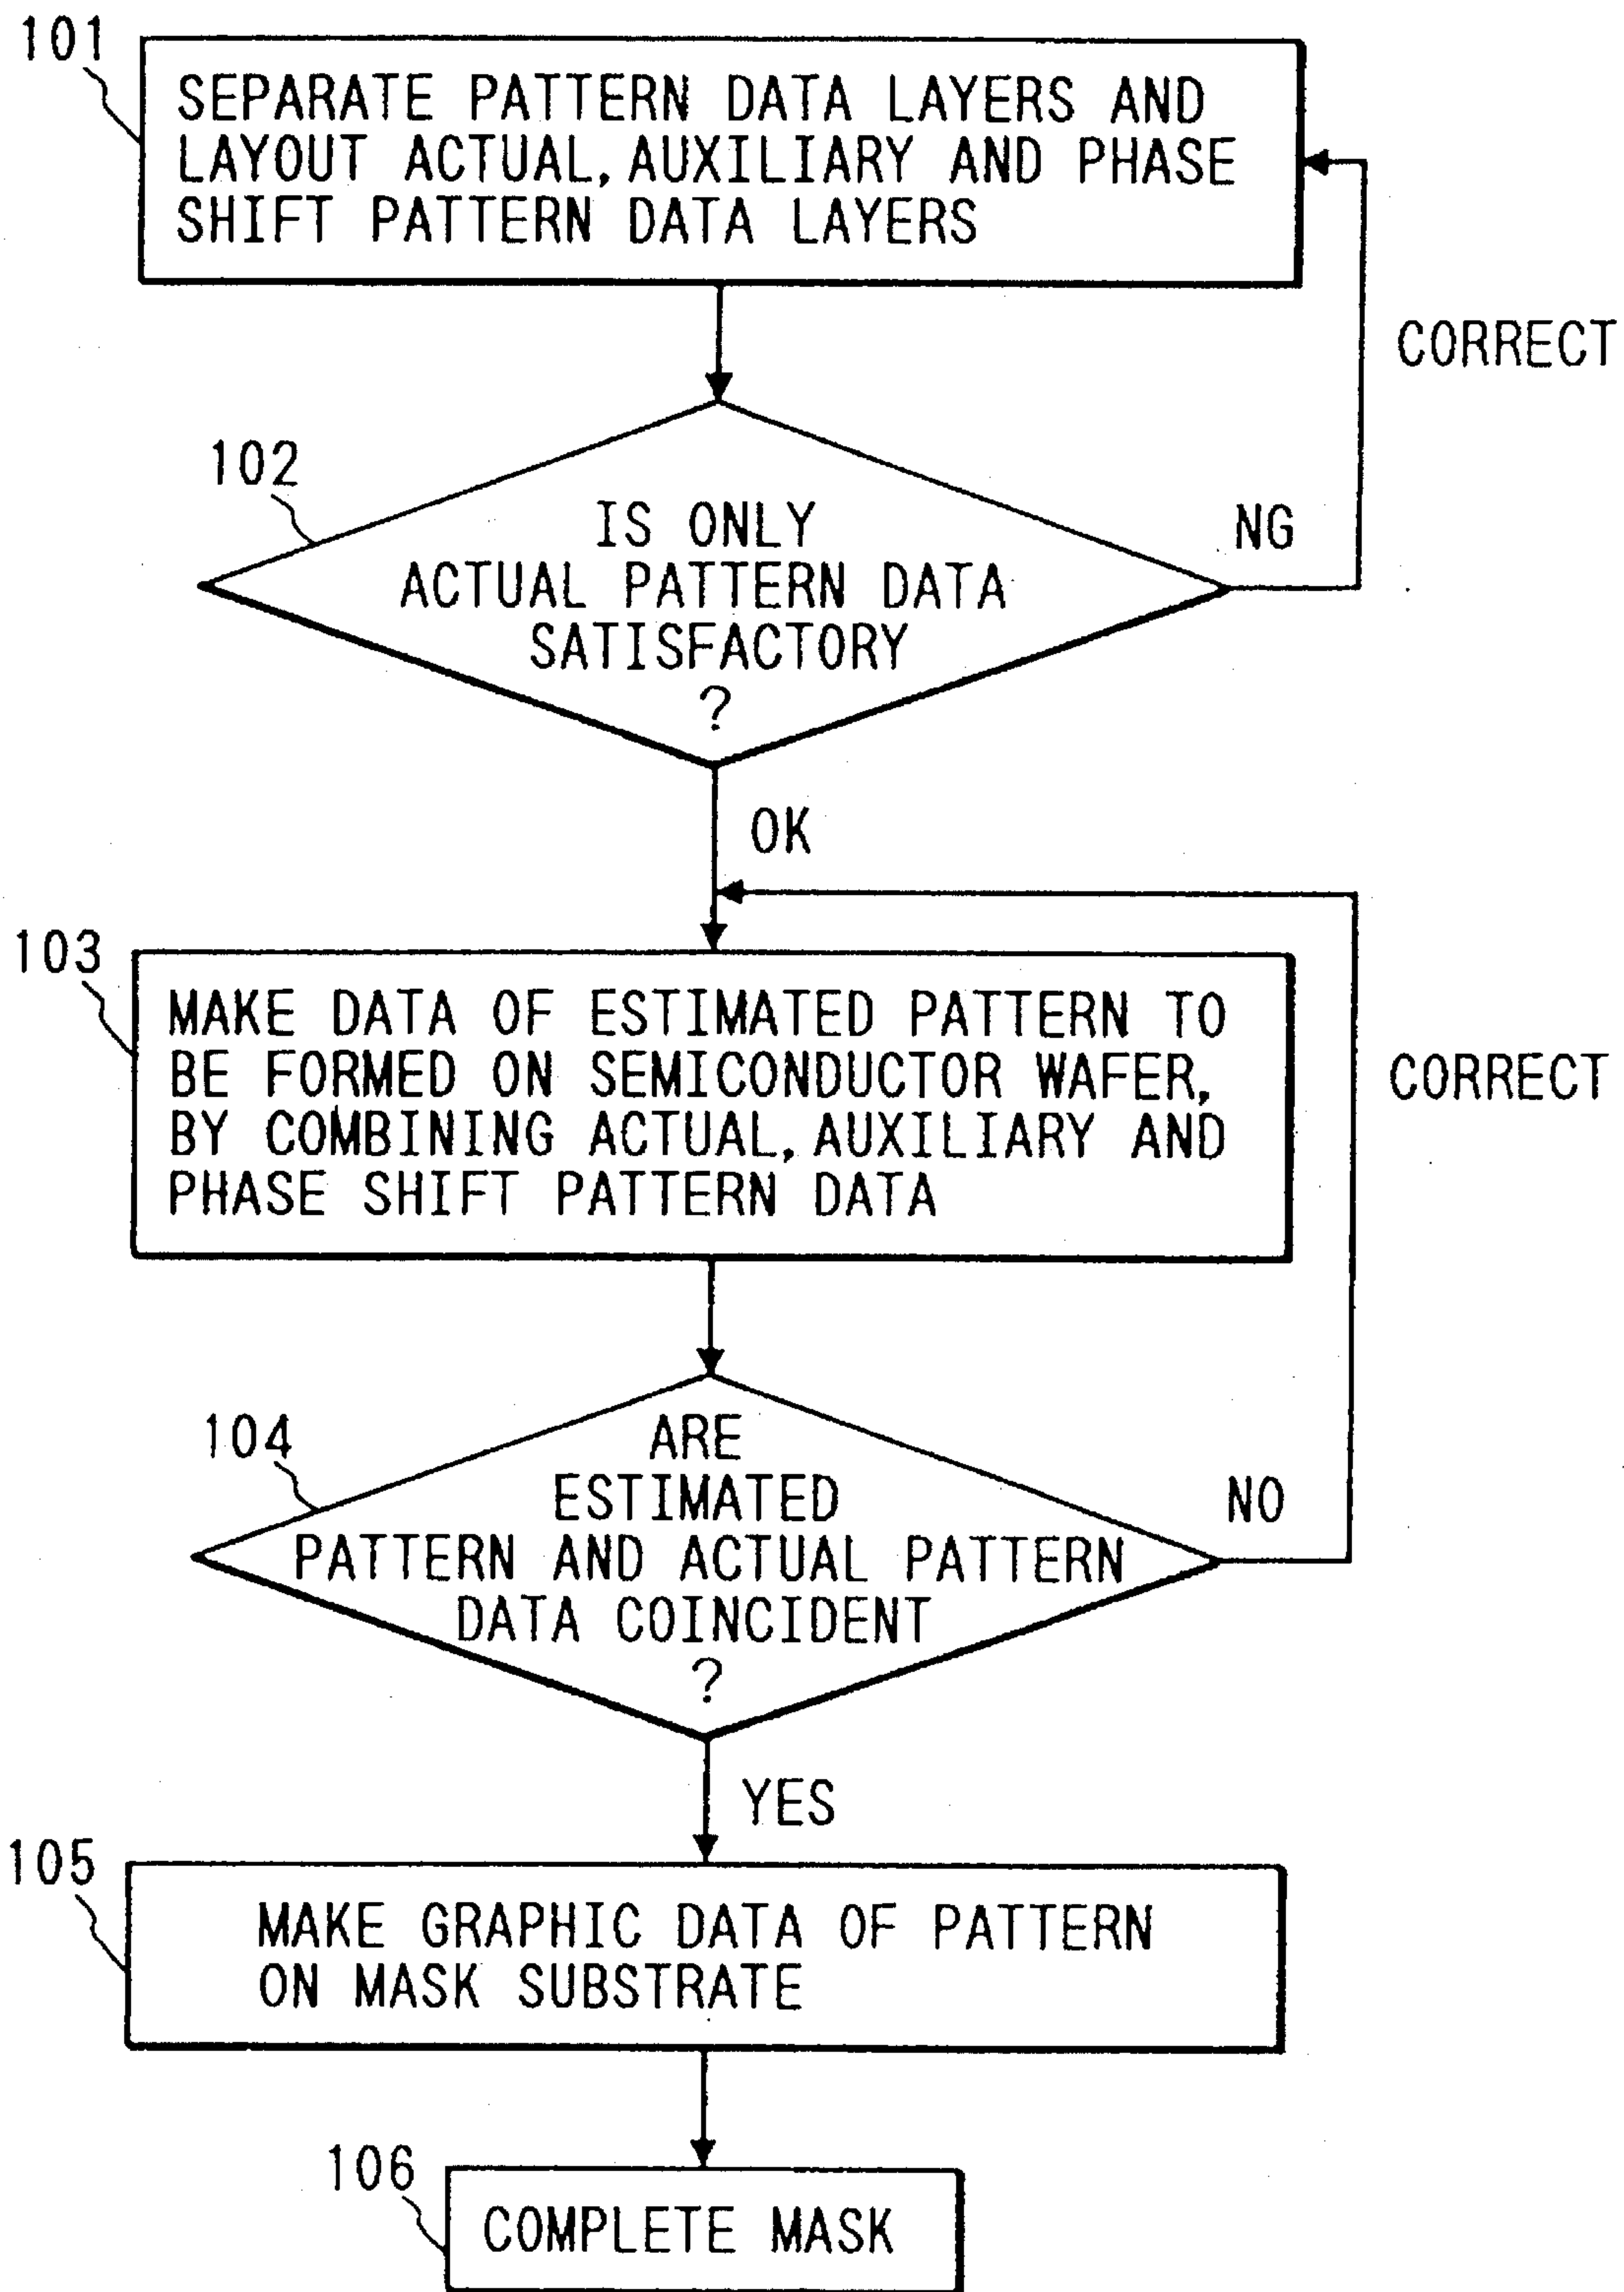 101
SEPARATE PATTERN DATA LAYERS AND
LAYOUT ACTUAL, AUXILIARY AND PHASE
SHIFT PATTERN DATA LAYERS
CORRECT
102
IS ONLY
ACTUAL PATTERN DATA
SATISFACTORY
?
NG
OK
103
MAKE DATA OF ESTIMATED PATTERN TO
BE FORMED ON SEMICONDUCTOR WAFER,
BY COMBINING ACTUAL, AUXILIARY AND
PHASE SHIFT PATTERN DATA
CORRECT
104
ARE
ESTIMATED
PATTERN AND ACTUAL PATTERN
DATA COINCIDENT
?
NO
YES
105
MAKE GRAPHIC DATA OF PATTERN
ON MASK SUBSTRATE
106
COMPLETE MASK